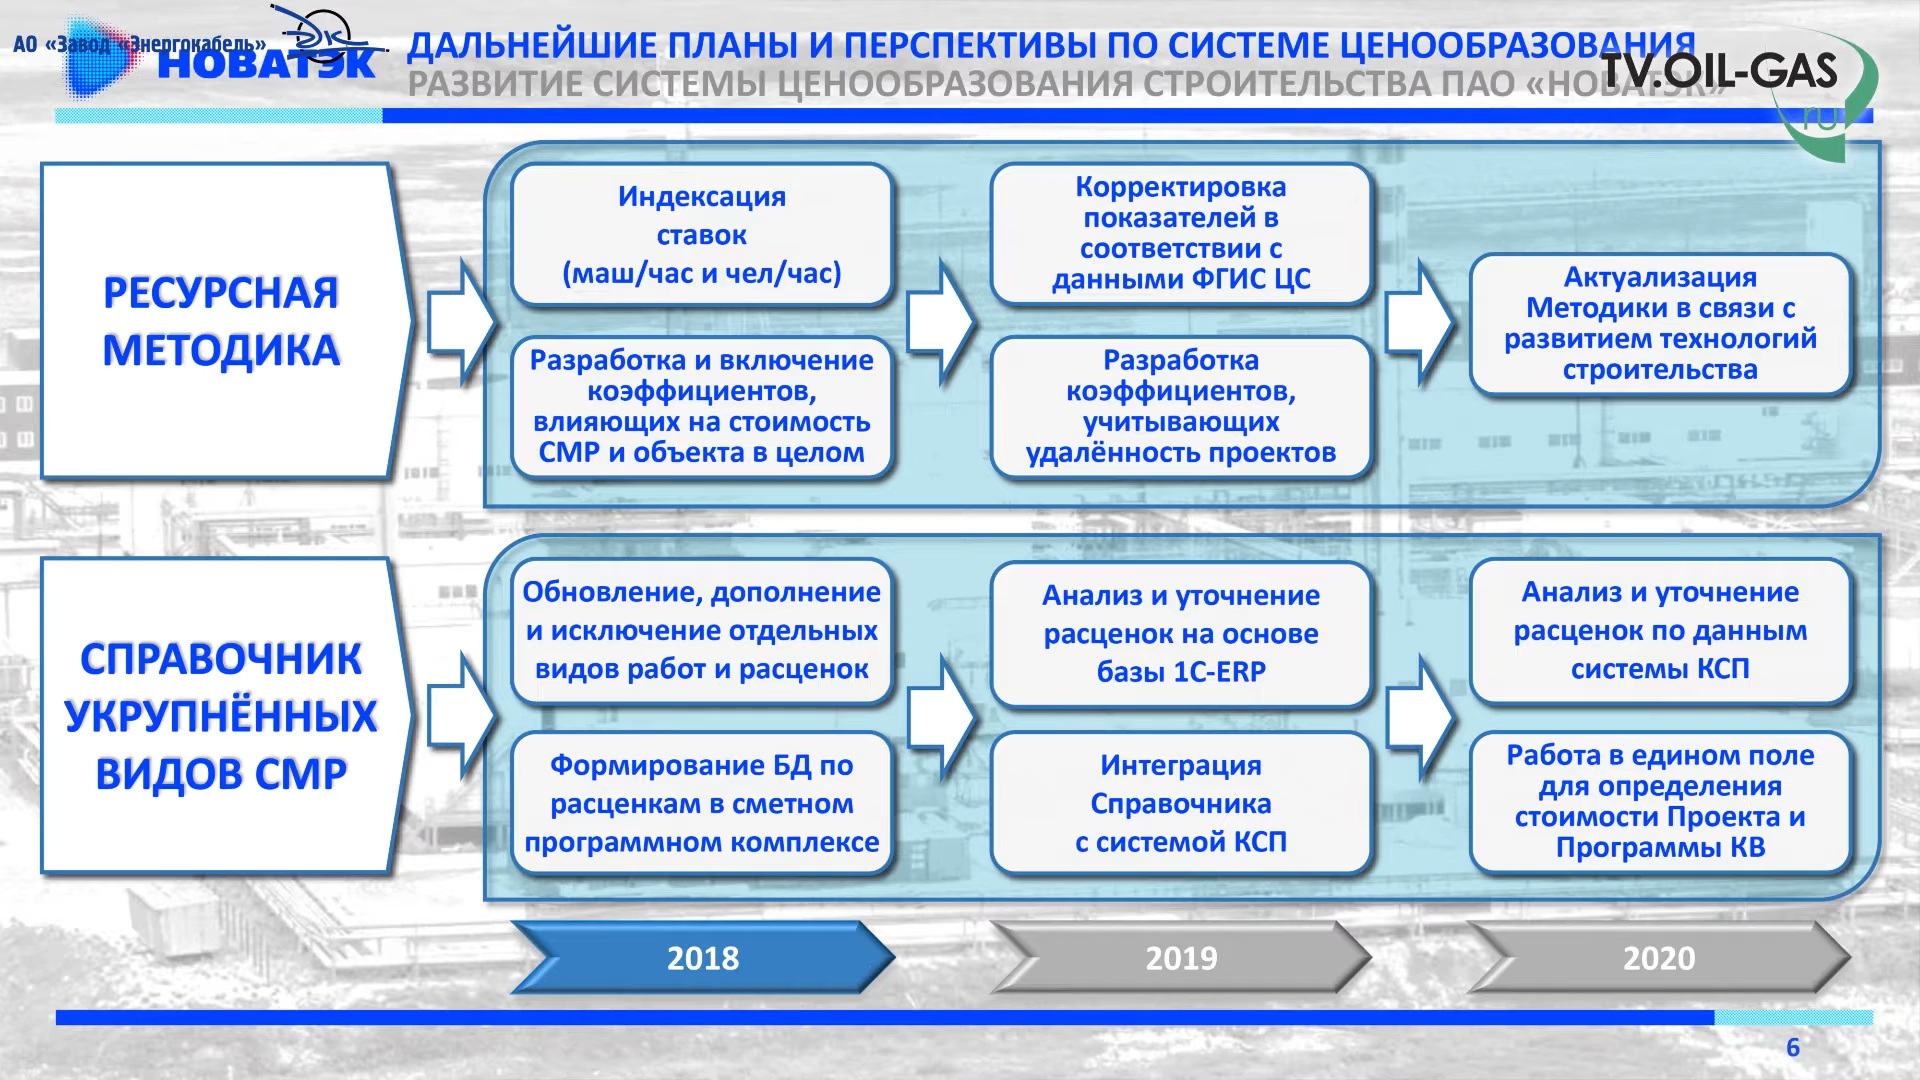 АО «Завод «Энергокабель»
НОВАТЭК
ДАЛЬНЕЙШИЕ ПЛАНЫ И ПЕРСПЕКТИВЫ ПО СИСТЕМЕ ЦЕНООБРАЗОВАНИЯ
РАЗВИТИЕ СИСТЕМЫ ЦЕНООБРАЗОВАНИЯ СТРОИТЕЛЬСТВА ПАО «НОВАТЭК»
TV.OIL-GAS
ru
РЕСУРСНАЯ
МЕТОДИКА
Индексация
ставок
(маш/час и чел/час)
Разработка и включение
коэффициентов,
влияющих на стоимость
СМР и объекта в целом
Корректировка
показателей в
соответствии с
данными ФГИС ЦС
Разработка
коэффициентов,
учитывающих
удалённость проектов
Актуализация
Методики в связи с
развитием технологий
строительства
СПРАВОЧНИК
УКРУПНЁННЫХ
ВИДОВ СМР
Обновление, дополнение
и исключение отдельных
видов работ и расценок
Формирование БД по
расценкам в сметном
программном комплексе
Анализ и уточнение
расценок на основе
базы 1С-ERP
Интеграция
Справочника
с системой КСП
Анализ и уточнение
расценок по данным
системы КСП
Работа в едином поле
для определения
стоимости Проекта и
Программы КВ
2018
2019
2020
6